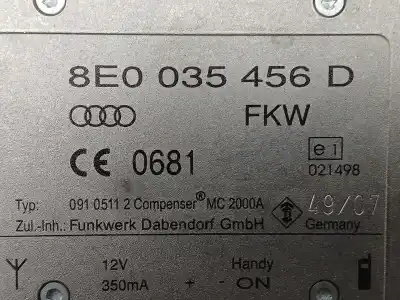 8E0 035 456 D
FKW
CE 0681
e1
021498
Typ: 091 0511 2 Compenser® MC 2000A
49/07
Zul.-Inh.: Funkwerk Dabendorf GmbH
Germany
12V Handy
350mA + - ON